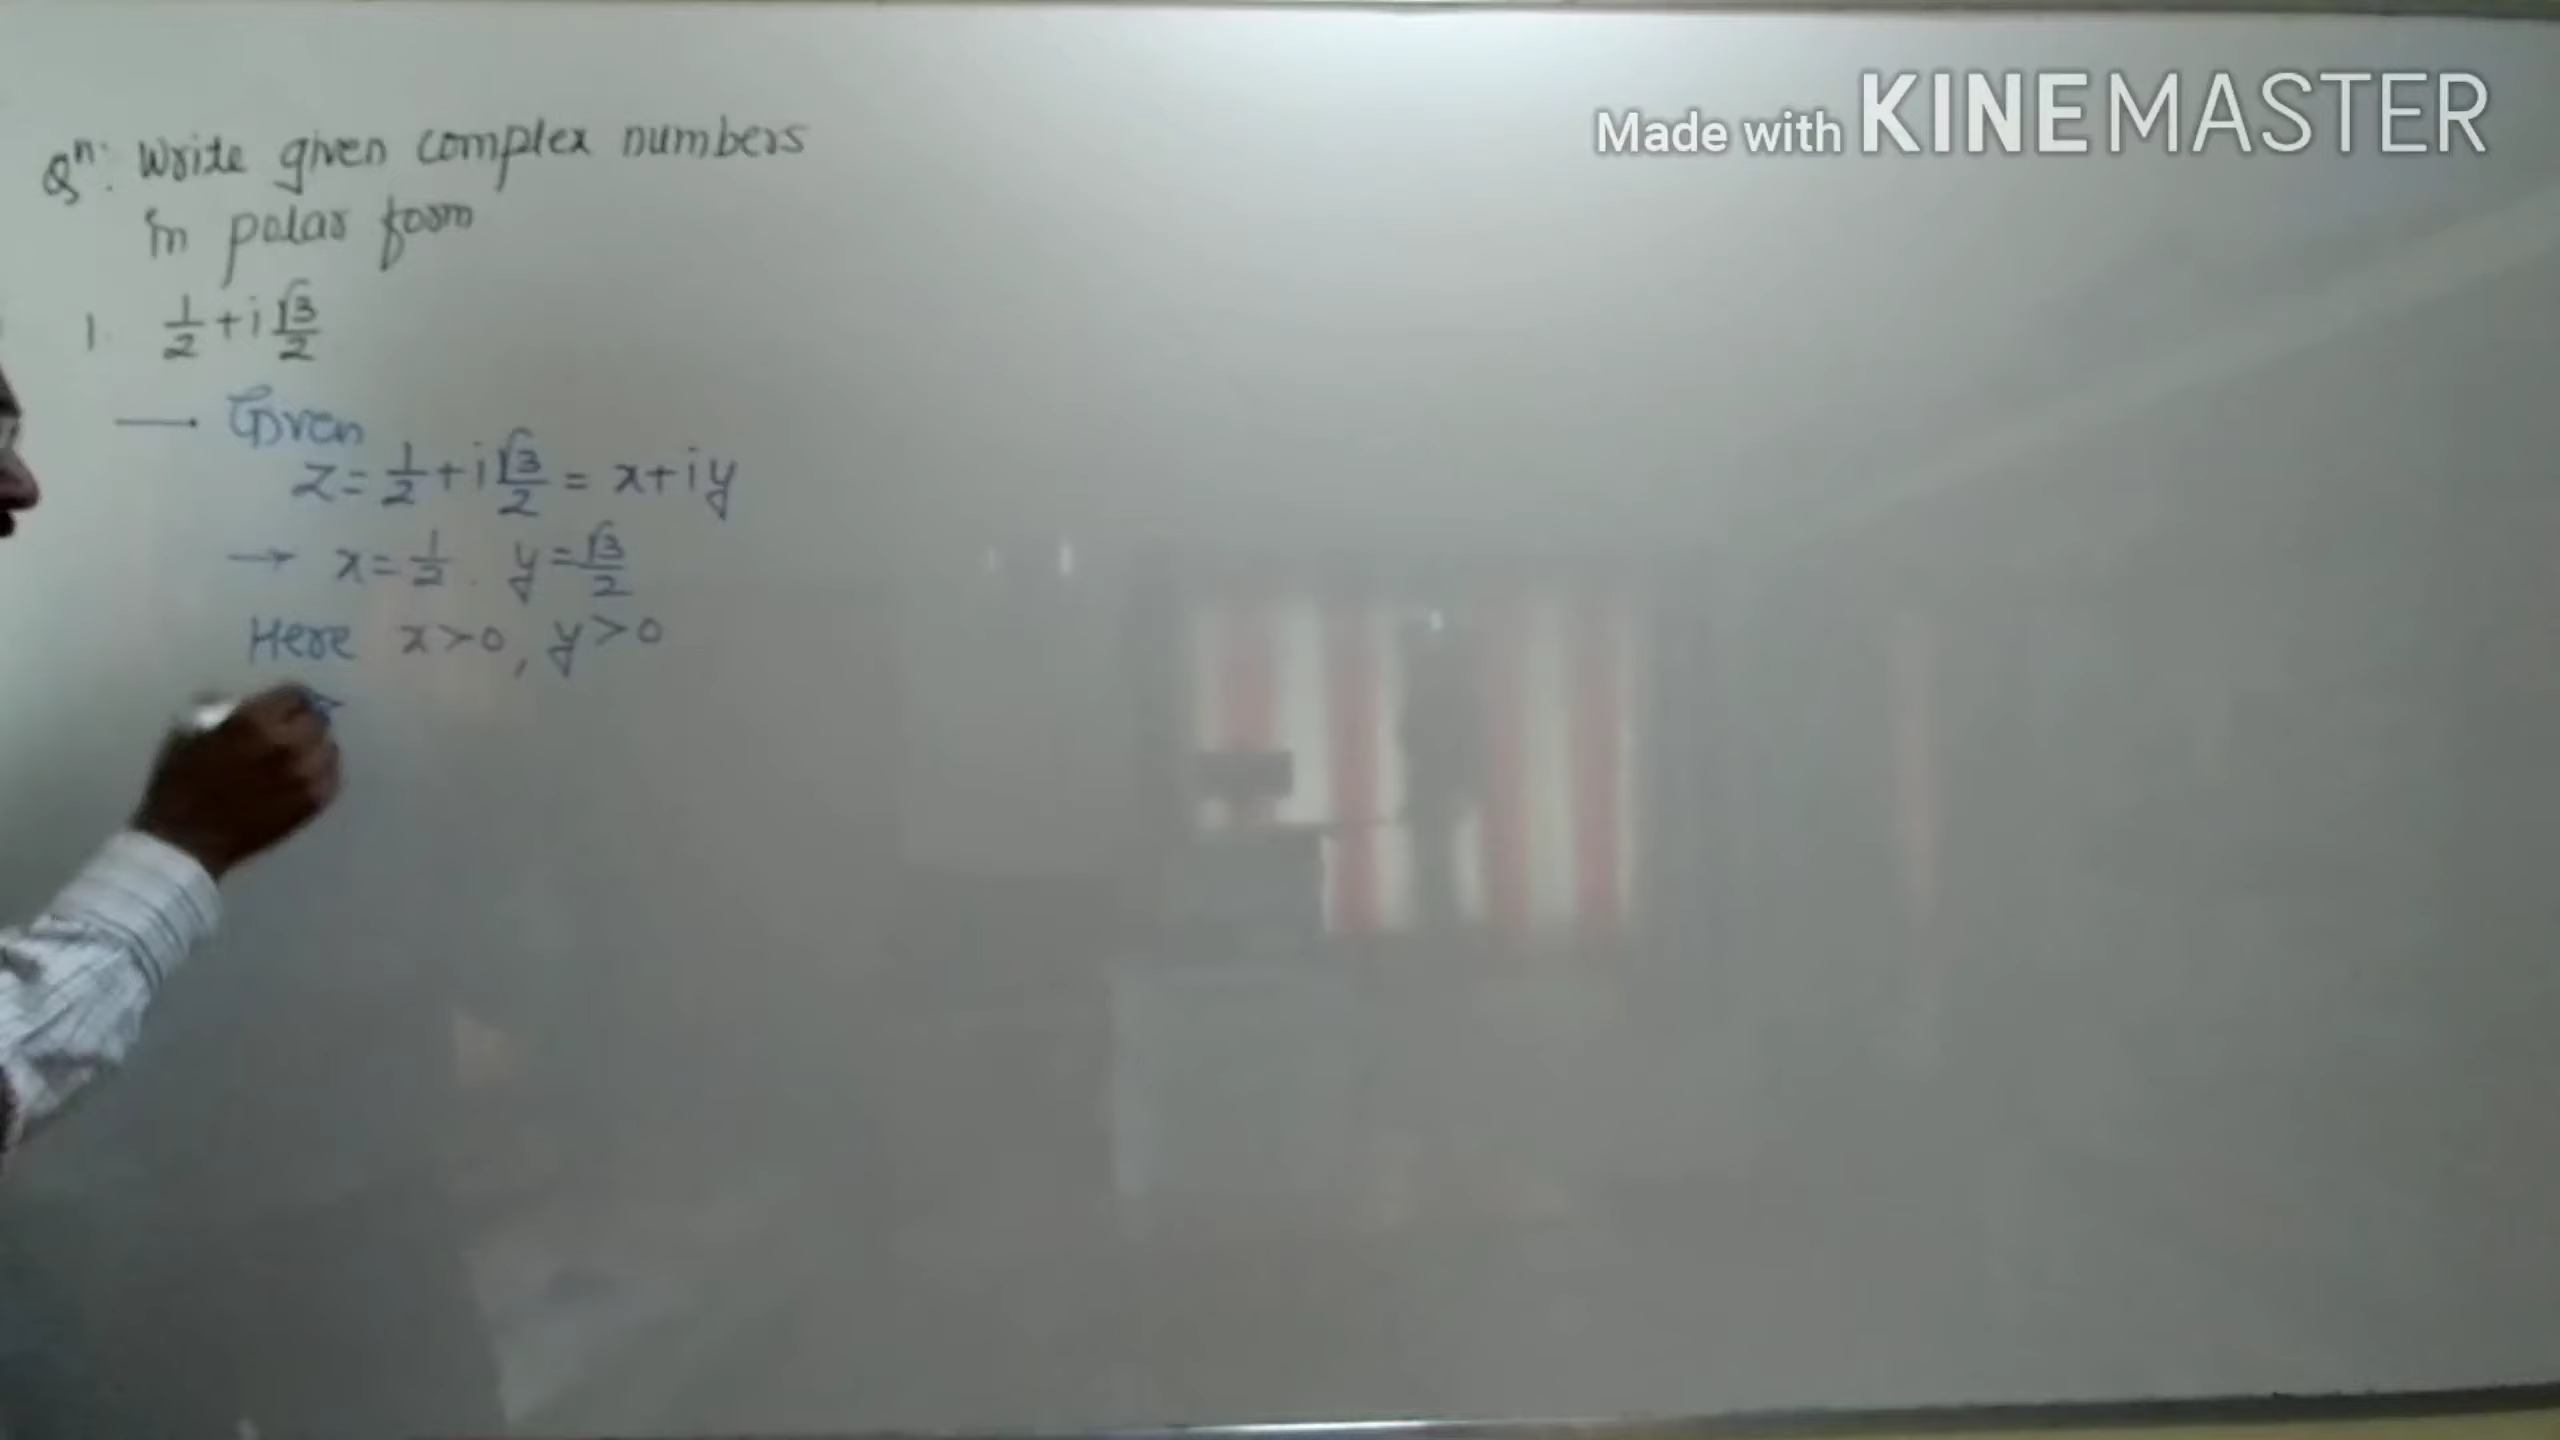 Made with KINEMASTER
Qn: Write given complex numbers
in polar form
1. 1/2 + i √3/2
— Given
z = 1/2 + i √3/2 = x + iy
→ x = 1/2 . y = √3/2
Here x > 0, y > 0